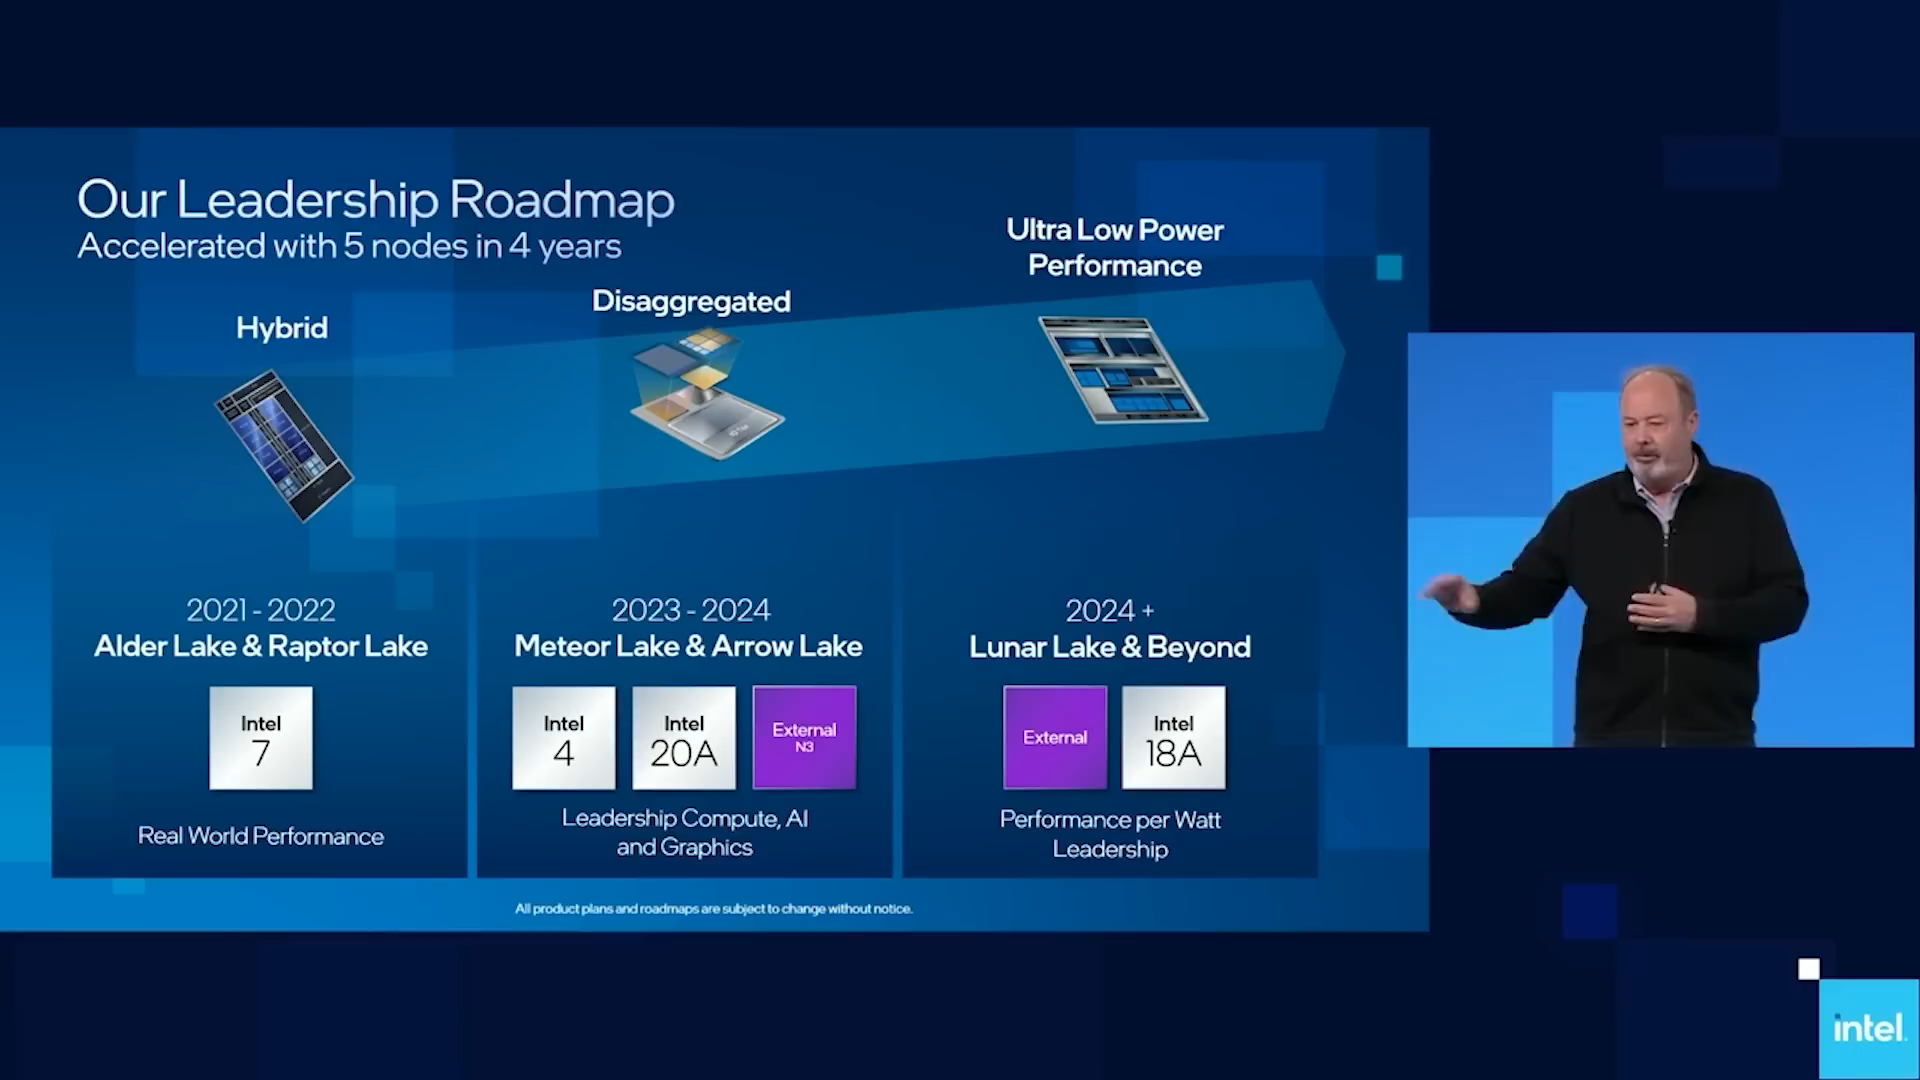 Our Leadership Roadmap
Accelerated with 5 nodes in 4 years
Hybrid
Disaggregated
Ultra Low Power
Performance
2021 - 2022
Alder Lake & Raptor Lake
Intel
7
Real World Performance
2023 - 2024
Meteor Lake & Arrow Lake
Intel
4
Intel
20A
External
N3
Leadership Compute, AI
and Graphics
2024 +
Lunar Lake & Beyond
External
Intel
18A
Performance per Watt
Leadership
All product plans and roadmaps are subject to change without notice.
intel.